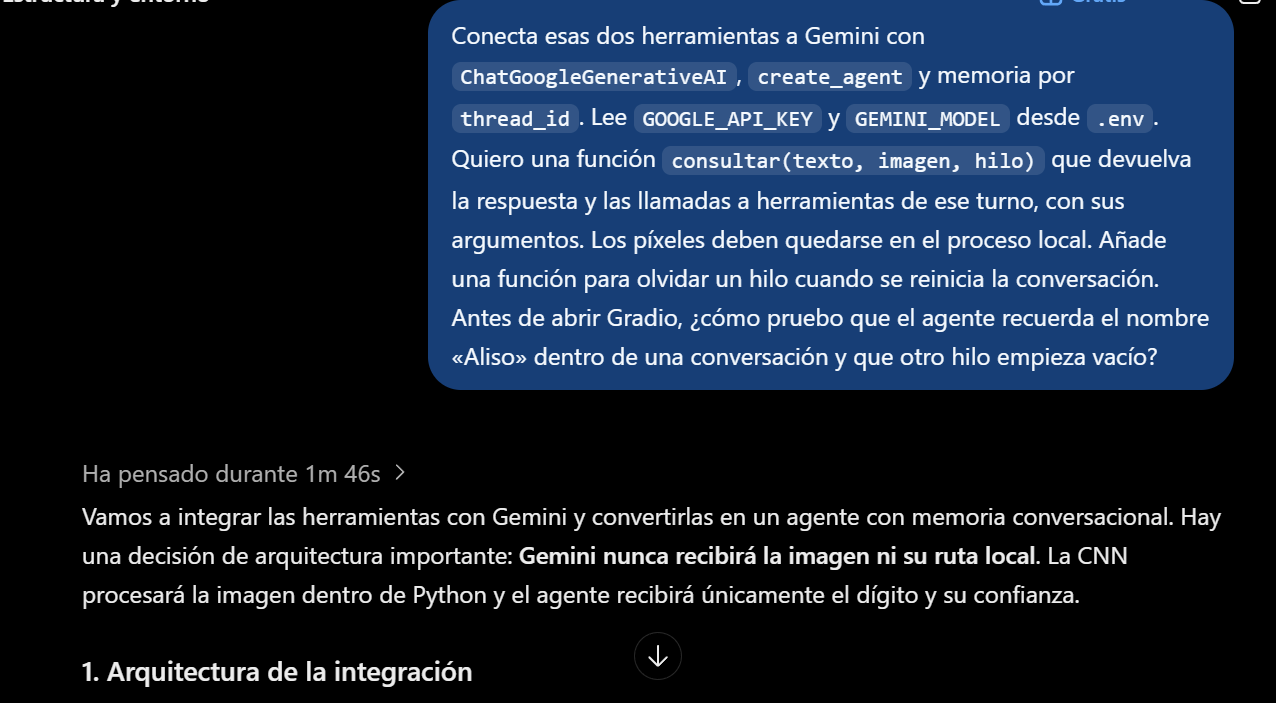 Estructura y entorno
Gratis
Conecta esas dos herramientas a Gemini con
ChatGoogleGenerativeAI, create_agent y memoria por
thread_id. Lee GOOGLE_API_KEY y GEMINI_MODEL desde .env.
Quiero una función consultar(texto, imagen, hilo) que devuelva
la respuesta y las llamadas a herramientas de ese turno, con sus
argumentos. Los píxeles deben quedarse en el proceso local. Añade
una función para olvidar un hilo cuando se reinicia la conversación.
Antes de abrir Gradio, ¿cómo pruebo que el agente recuerda el nombre
«Aliso» dentro de una conversación y que otro hilo empieza vacío?
Ha pensado durante 1m 46s >
Vamos a integrar las herramientas con Gemini y convertirlas en un agente con memoria conversacional. Hay
una decisión de arquitectura importante: Gemini nunca recibirá la imagen ni su ruta local. La CNN
procesará la imagen dentro de Python y el agente recibirá únicamente el dígito y su confianza.
1. Arquitectura de la integración